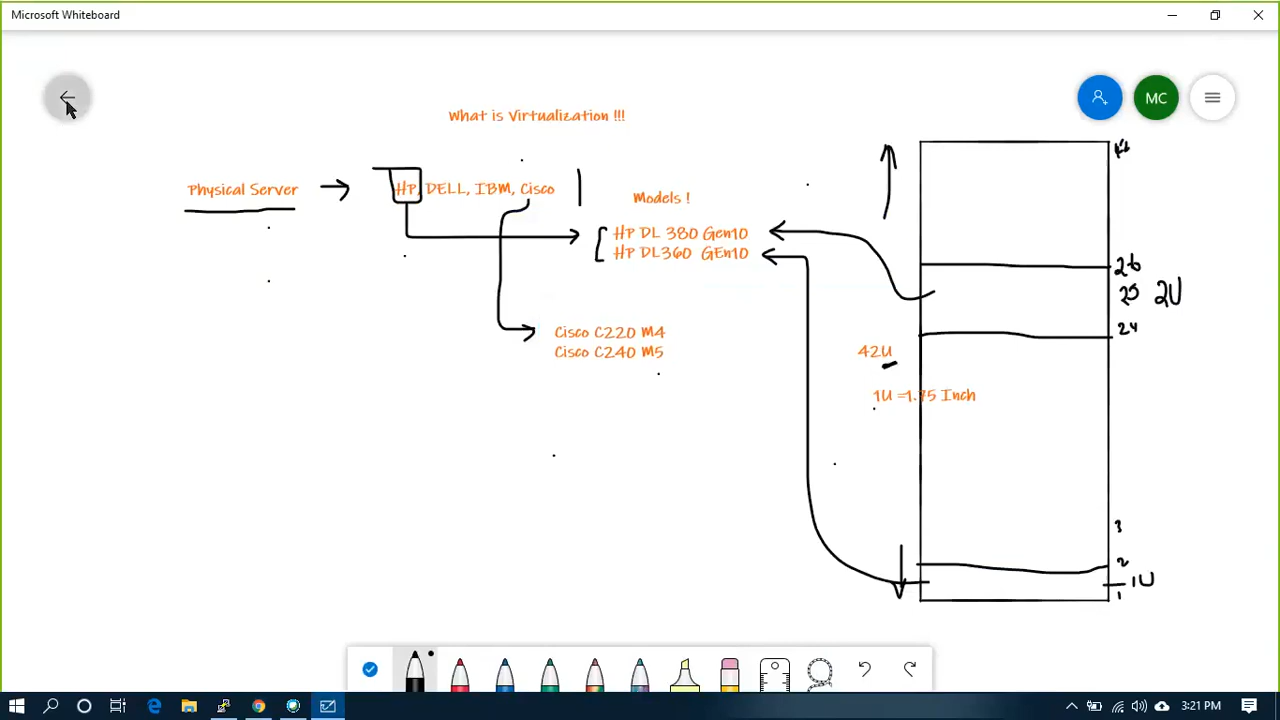 Microsoft Whiteboard
MC
What is Virtualization !!!
Physical Server
HP, DELL, IBM, Cisco
Models !
HP DL 380 Gen10
HP DL360 GEn10
Cisco C220 M4
Cisco C240 M5
42U
1U =1.75 Inch
26
25 2U
24
3
2
1U
1
3:21 PM